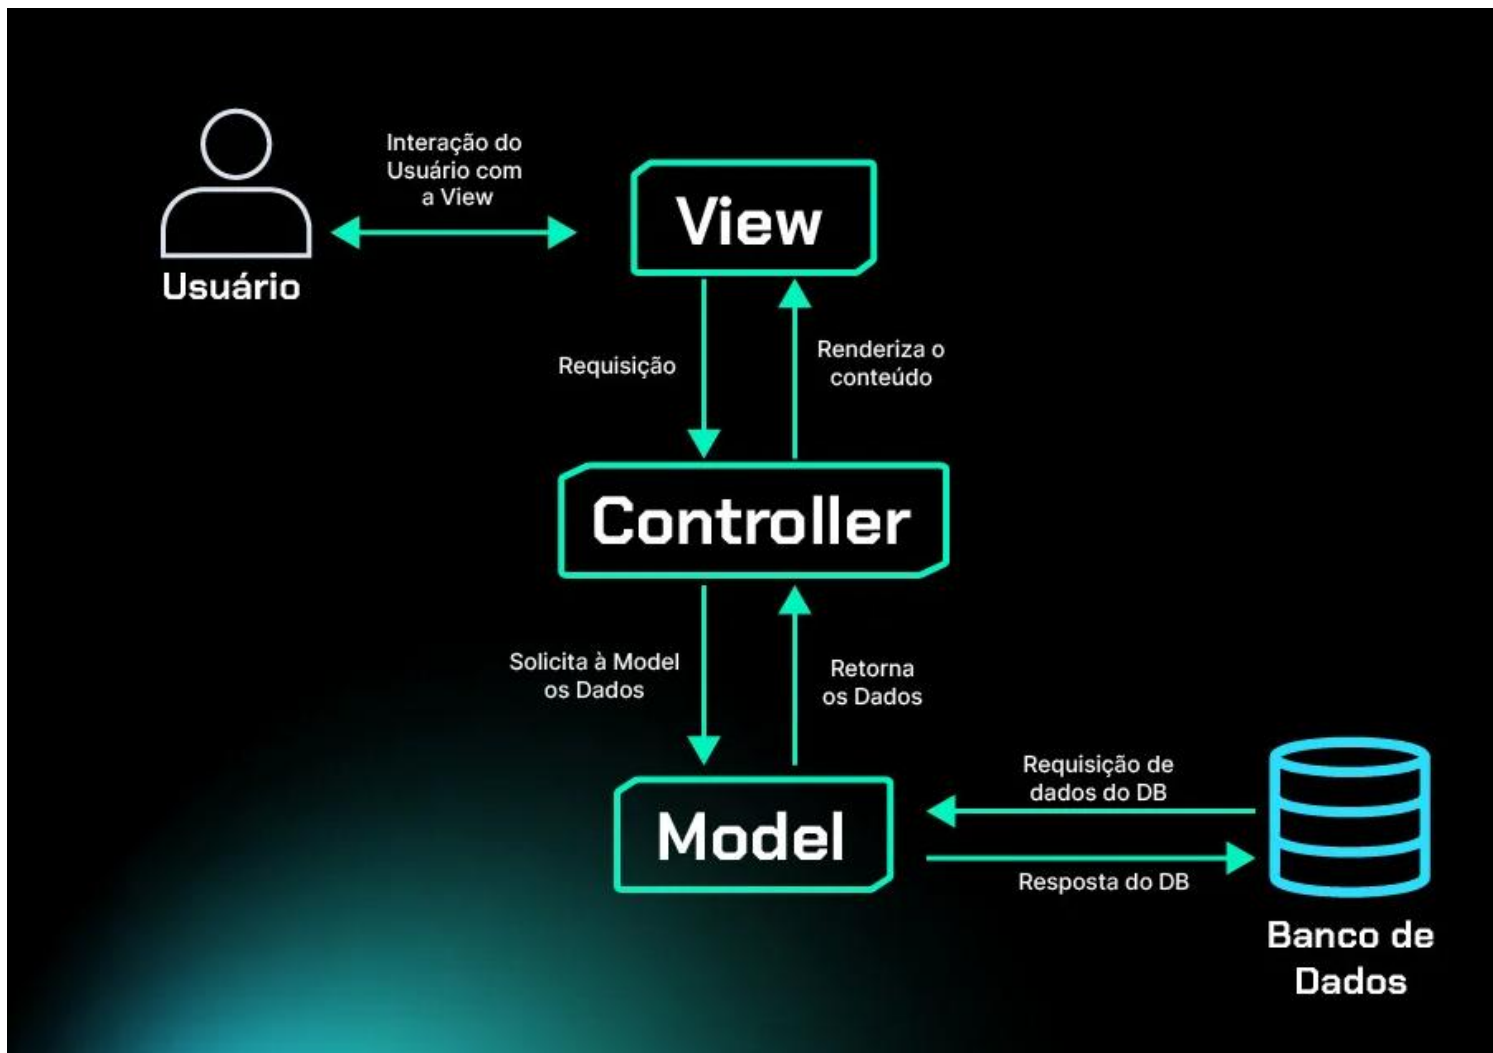 Interação do
Usuário com
a View
View
Usuário
Requisição
Renderiza o
conteúdo
Controller
Solicita à Model
os Dados
Retorna
os Dados
Requisição de
dados do DB
Model
Resposta do DB
Banco de
Dados